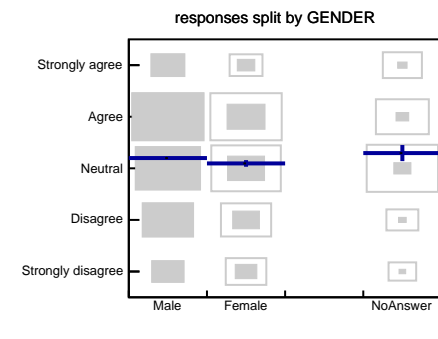 responses split by GENDER
Strongly agree
Agree
Neutral
Disagree
Strongly disagree
Male Female NoAnswer